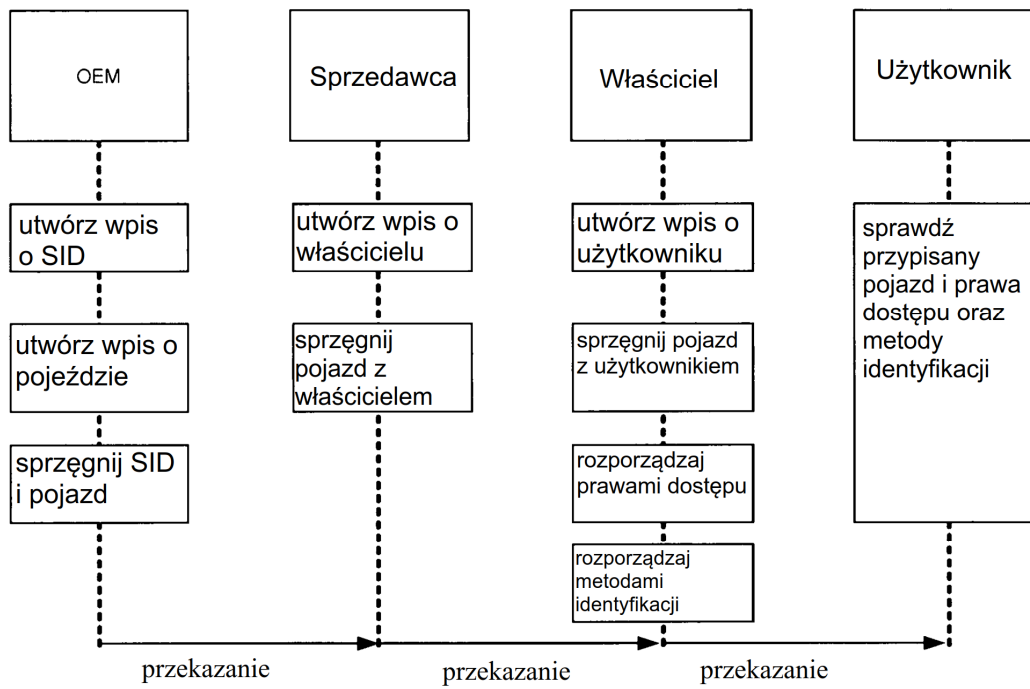 OEM
Sprzedawca
Właściciel
Użytkownik
utwórz wpis
o SID
utwórz wpis o
pojeździe
sprzęgnij SID
i pojazd
utwórz wpis o
właścicielu
sprzęgnij
pojazd z
właścicielem
utwórz wpis o
użytkowniku
sprzęgnij pojazd
z użytkownikiem
rozporządzaj
prawami dostępu
rozporządzaj
metodami
identyfikacji
sprawdź
przypisany
pojazd i prawa
dostępu oraz
metody
identyfikacji
przekazanie
przekazanie
przekazanie